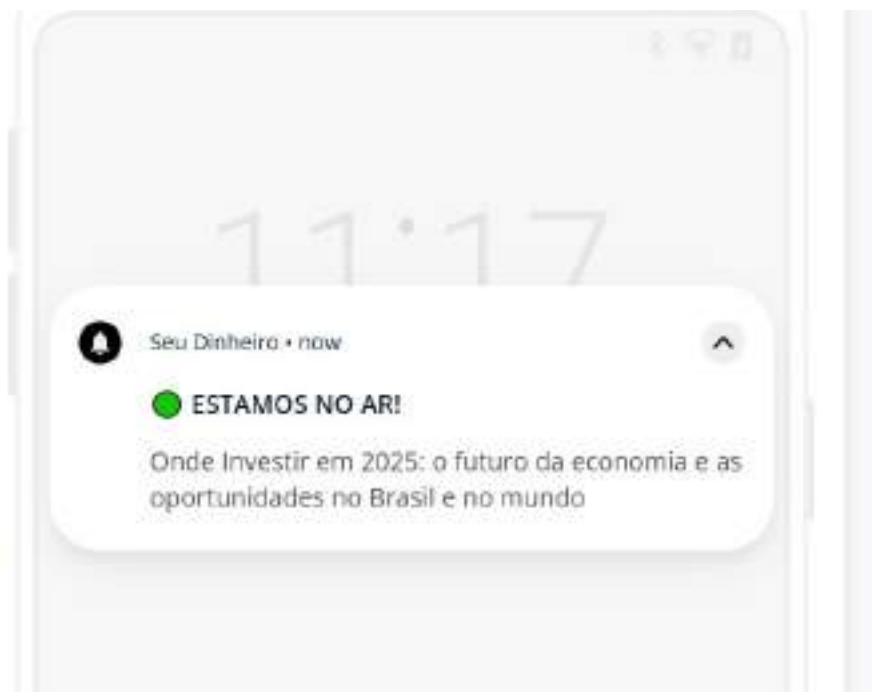 11:17
Seu Dinheiro • now
🟢 ESTAMOS NO AR!
Onde Investir em 2025: o futuro da economia e as
oportunidades no Brasil e no mundo